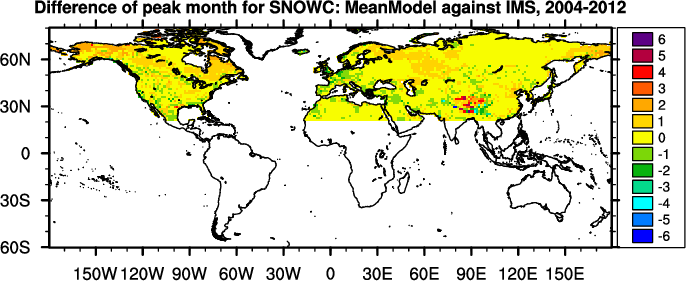 Difference of peak month for SNOWC: MeanModel against IMS, 2004-2012
60N
30N
0
30S
60S
150W 120W 90W 60W 30W 0 30E 60E 90E 120E 150E
6
5
4
3
2
1
0
-1
-2
-3
-4
-5
-6